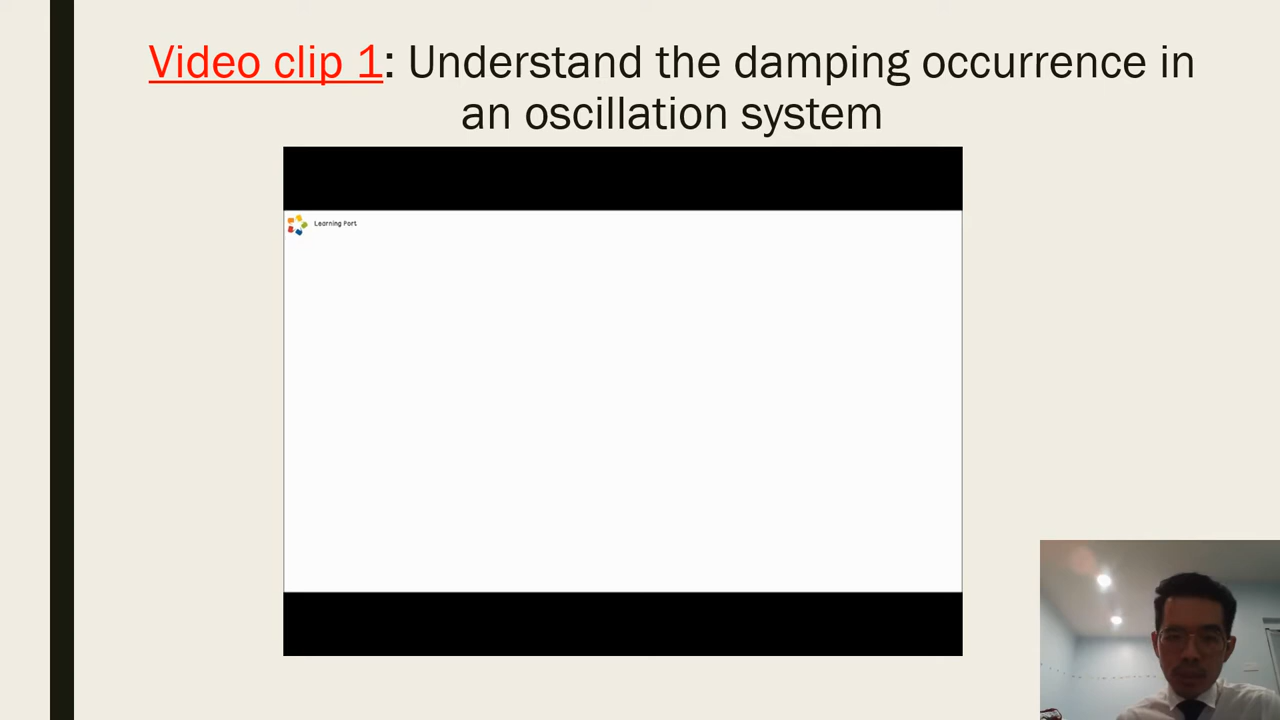 Video clip 1: Understand the damping occurrence in
an oscillation system
Learning Port